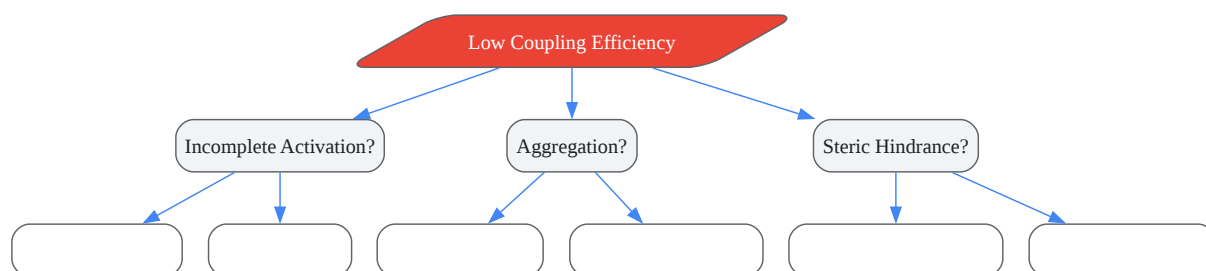 Low Coupling Efficiency
Incomplete Activation?
Aggregation?
Steric Hindrance?